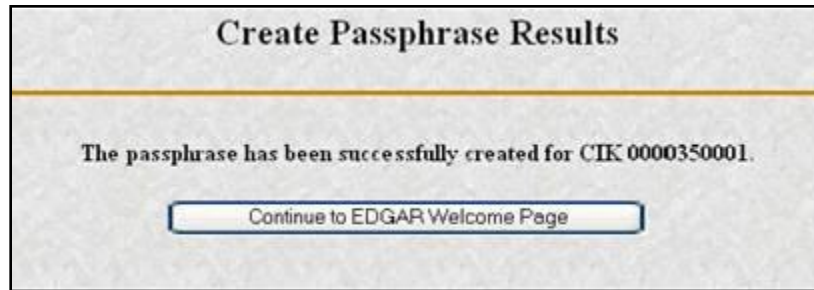 Create Passphrase Results
The passphrase has been successfully created for CIK 0000350001.
Continue to EDGAR Welcome Page